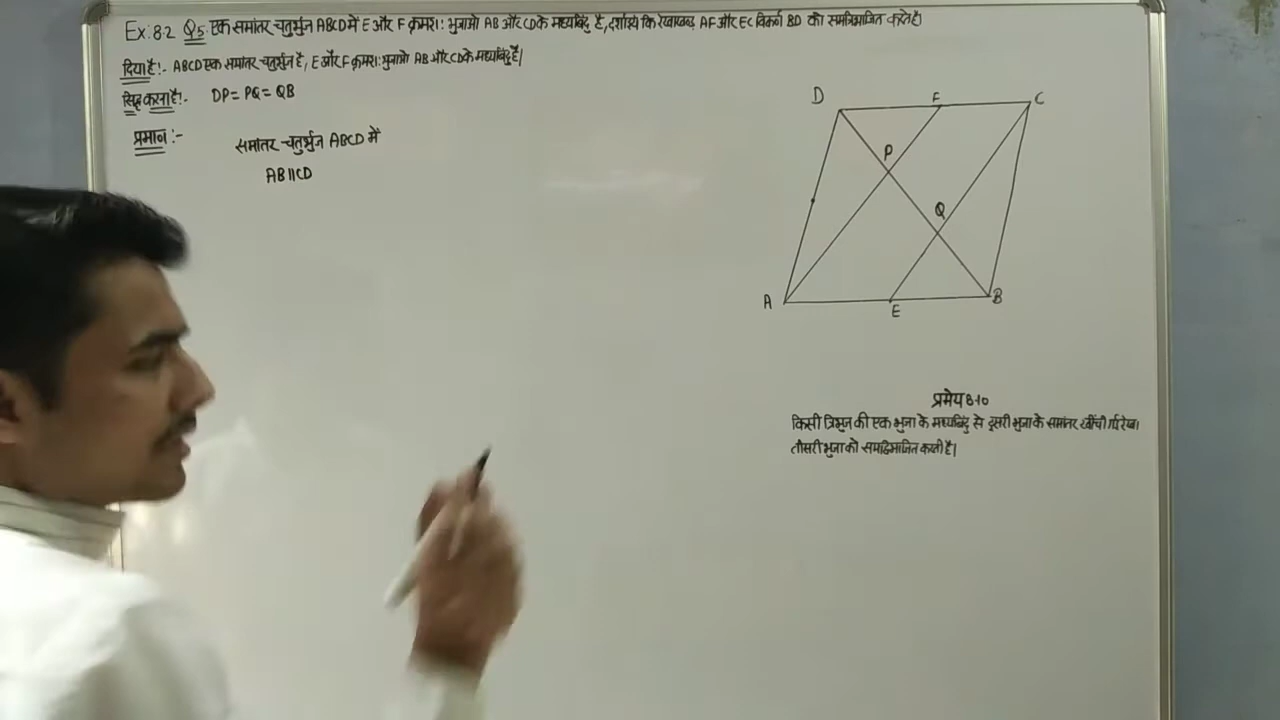 Ex: 8.2 Q5. एक समांतर चतुर्भुज ABCD में E और F क्रमशः भुजाओ AB और CD के मध्यबिंदु है, दर्शाइये कि रेखाखण्ड AF और EC विकर्ण BD को समत्रिभाजित करते है।
दिया है:- ABCD एक समांतर चतुर्भुज है, E और F क्रमशः भुजाओ AB और CD के मध्यबिंदु है।
सिद्ध करना है:- DP = PQ = QB
प्रमान :-
समांतर चतुर्भुज ABCD में
AB||CD
D F C
P
Q
A E B
प्रमेय 8.10
किसी त्रिभुज की एक भुजा के मध्यबिंदु से दूसरी भुजा के समांतर खींची गई रेखा
तीसरी भुजा को समद्विभाजित करती है।